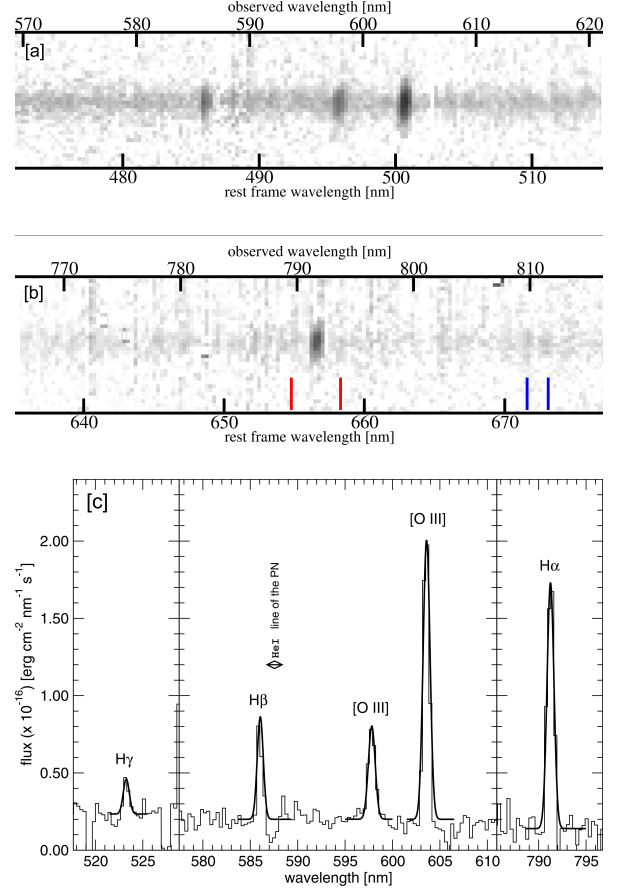 observed wavelength [nm]
570 580 590 600 610 620
[a]
480 490 500 510
rest frame wavelength [nm]
observed wavelength [nm]
770 780 790 800 810
[b]
640 650 660 670
rest frame wavelength [nm]
[c]
[O III]
Hα
HeI line of the PN
Hβ
[O III]
Hγ
2.00
1.50
1.00
0.50
0.00
flux (x 10⁻¹⁶) [erg cm⁻² nm⁻¹ s⁻¹]
520 525 580 585 590 595 600 605 610 790 795
wavelength [nm]